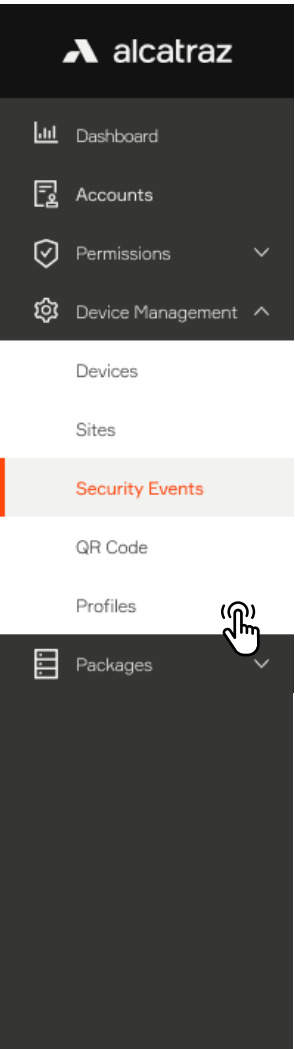 alcatraz
Dashboard
Accounts
Permissions
Device Management
Devices
Sites
Security Events
QR Code
Profiles
Packages